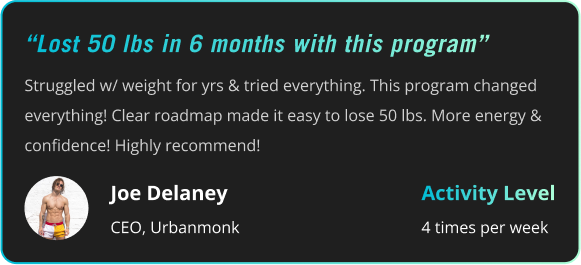 “Lost 50 lbs in 6 months with this program”
Struggled w/ weight for yrs & tried everything. This program changed
everything! Clear roadmap made it easy to lose 50 lbs. More energy &
confidence! Highly recommend!
Joe Delaney
CEO, Urbanmonk
Activity Level
4 times per week